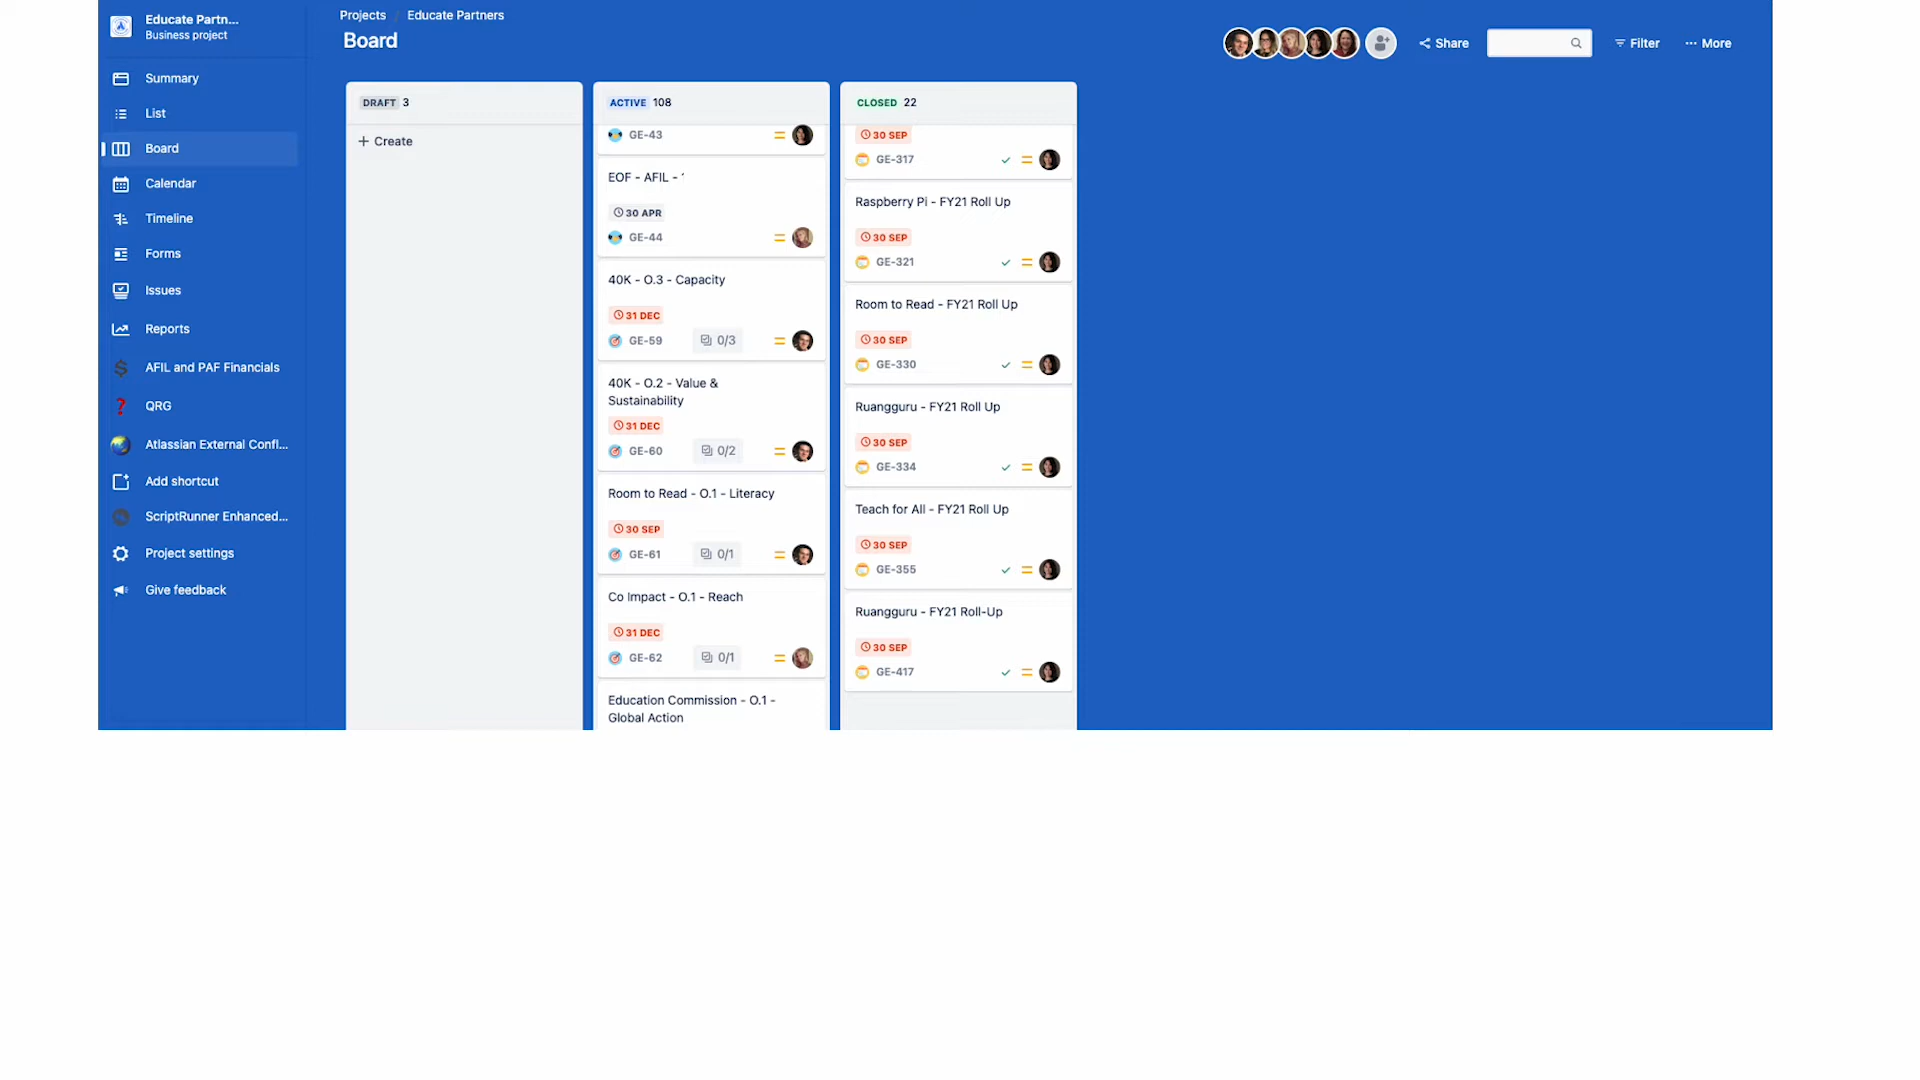 Educate Partn...
Business project
Summary
List
Board
Calendar
Timeline
Forms
Issues
Reports
AFIL and PAF Financials
QRG
Atlassian External Confl...
Add shortcut
ScriptRunner Enhanced...
Project settings
Give feedback
Projects / Educate Partners
Board
Share
Filter
More
DRAFT 3
+ Create
ACTIVE 108
GE-43
EOF - AFIL -
30 APR
GE-44
40K - O.3 - Capacity
31 DEC
GE-59 0/3
40K - O.2 - Value &
Sustainability
31 DEC
GE-60 0/2
Room to Read - O.1 - Literacy
30 SEP
GE-61 0/1
Co Impact - O.1 - Reach
31 DEC
GE-62 0/1
Education Commission - O.1 -
Global Action
CLOSED 22
30 SEP
GE-317
Raspberry Pi - FY21 Roll Up
30 SEP
GE-321
Room to Read - FY21 Roll Up
30 SEP
GE-330
Ruangguru - FY21 Roll Up
30 SEP
GE-334
Teach for All - FY21 Roll Up
30 SEP
GE-355
Ruangguru - FY21 Roll-Up
30 SEP
GE-417